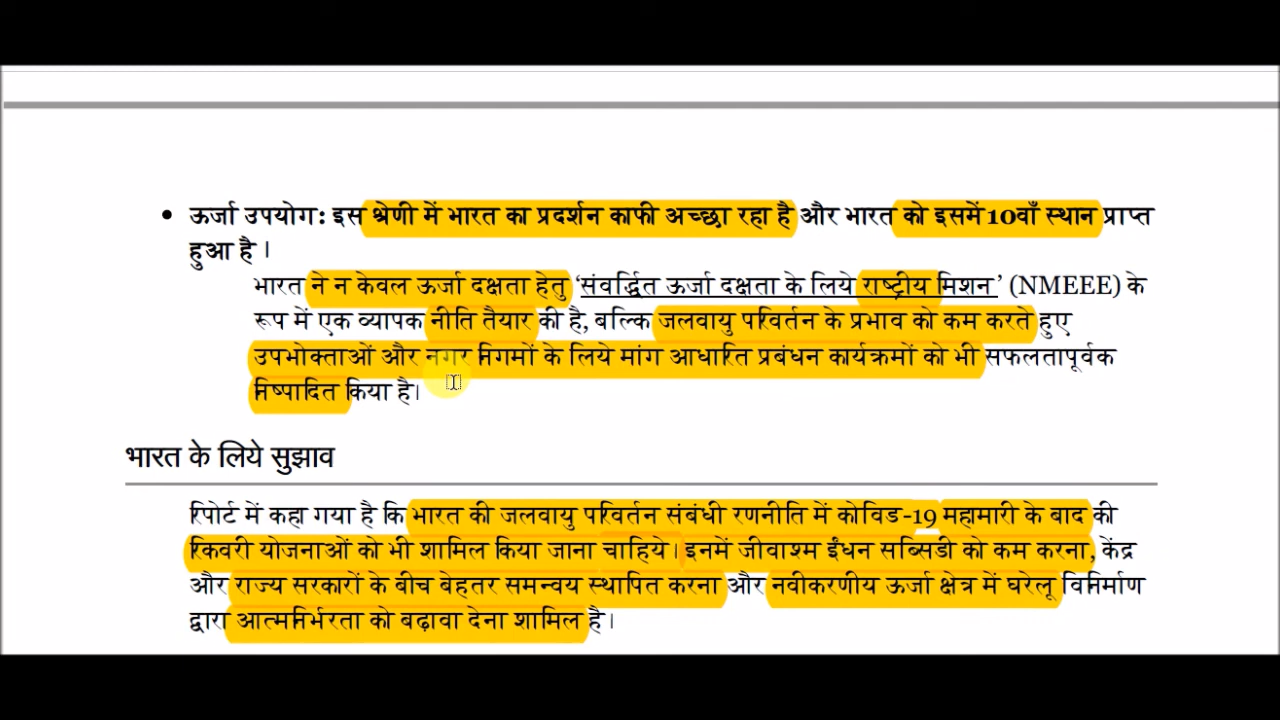 • ऊर्जा उपयोग: इस श्रेणी में भारत का प्रदर्शन काफी अच्छा रहा है और भारत को इसमें 10वाँ स्थान प्राप्त
हुआ है ।
भारत ने न केवल ऊर्जा दक्षता हेतु ‘संवर्द्धित ऊर्जा दक्षता के लिये राष्ट्रीय मिशन’ (NMEEE) के
रूप में एक व्यापक नीति तैयार की है, बल्कि जलवायु परिवर्तन के प्रभाव को कम करते हुए
उपभोक्ताओं और नगर निगमों के लिये मांग आधारित प्रबंधन कार्यक्रमों को भी सफलतापूर्वक
निष्पादित किया है।
भारत के लिये सुझाव
रिपोर्ट में कहा गया है कि भारत की जलवायु परिवर्तन संबंधी रणनीति में कोविड-19 महामारी के बाद की
रिकवरी योजनाओं को भी शामिल किया जाना चाहिये। इनमें जीवाश्म ईंधन सब्सिडी को कम करना, केंद्र
और राज्य सरकारों के बीच बेहतर समन्वय स्थापित करना और नवीकरणीय ऊर्जा क्षेत्र में घरेलू विनिर्माण
द्वारा आत्मनिर्भरता को बढ़ावा देना शामिल है।